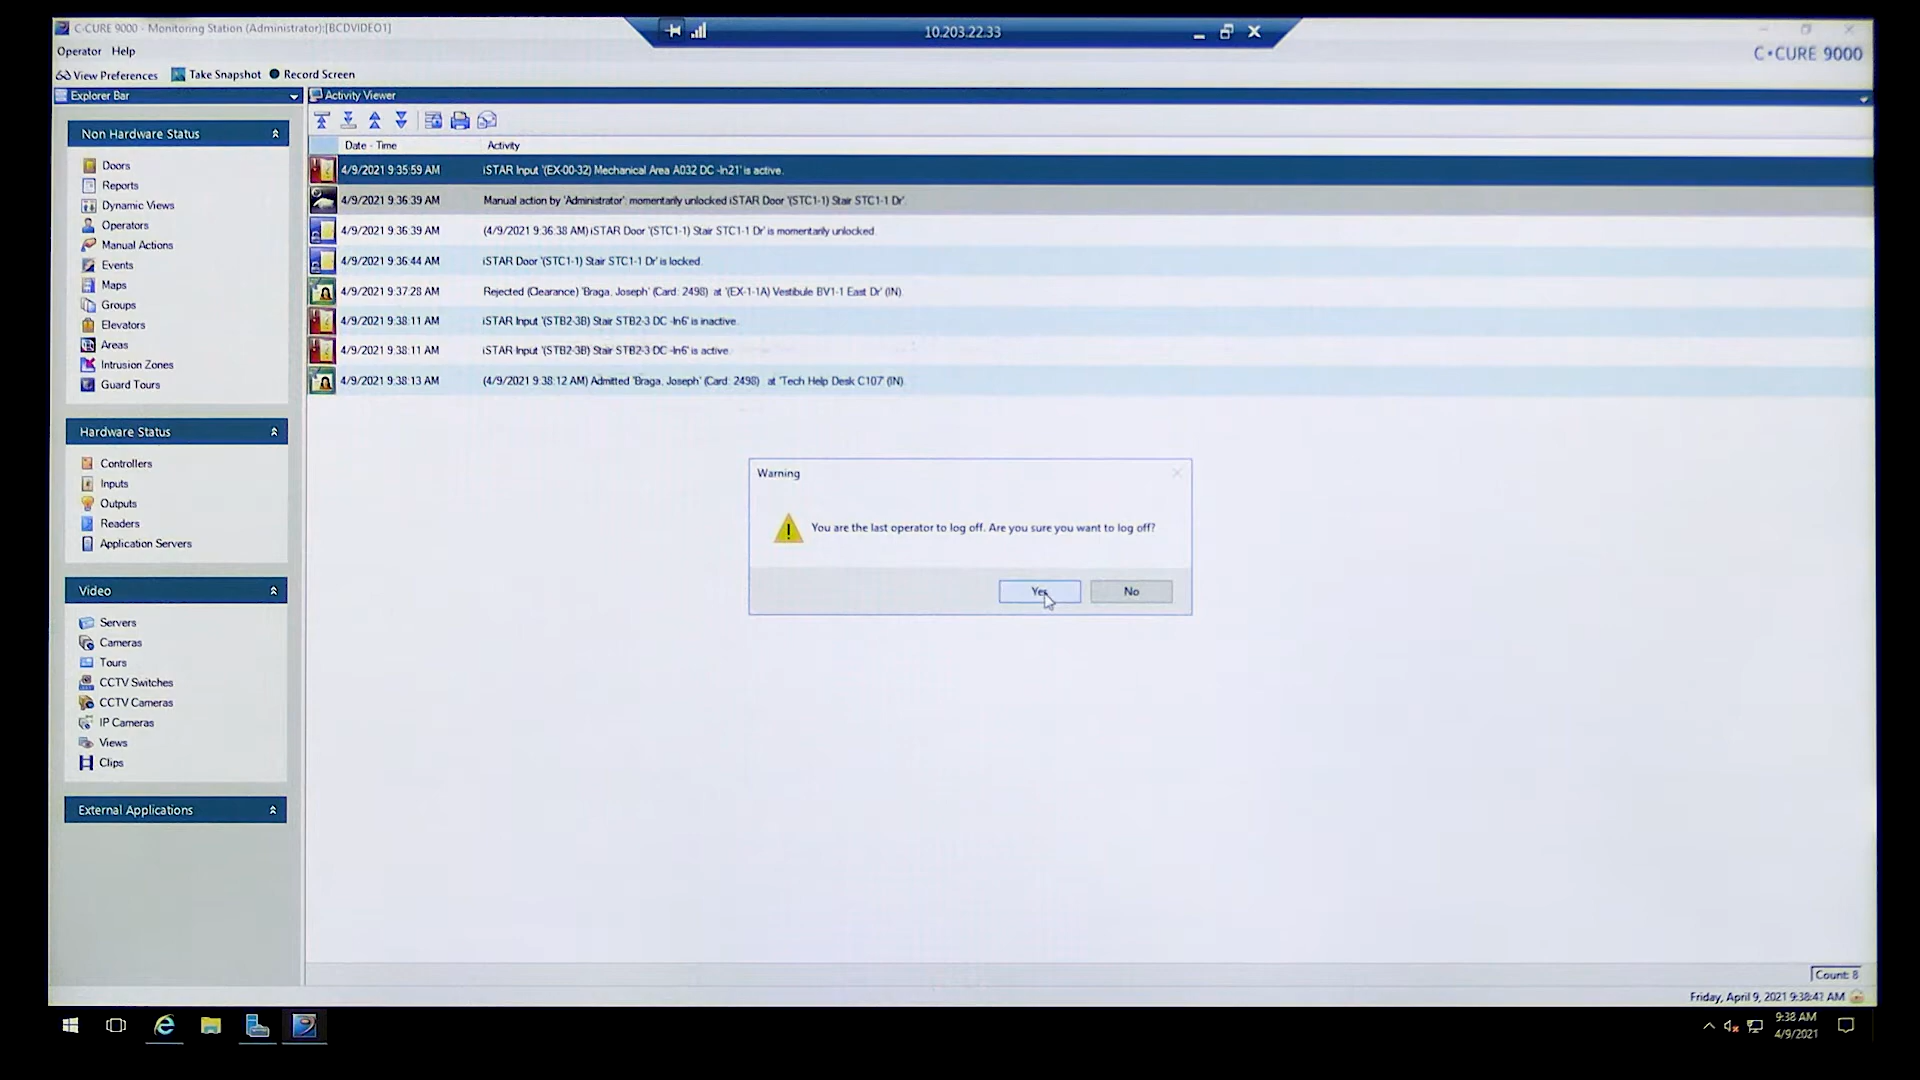 C•CURE 9000 - Monitoring Station (Administrator):[BCDVIDEO1]
10.203.22.33
Operator Help
C•CURE 9000
View Preferences Take Snapshot Record Screen
Explorer Bar
Activity Viewer
Non Hardware Status
Doors
Reports
Dynamic Views
Operators
Manual Actions
Events
Maps
Groups
Elevators
Areas
Intrusion Zones
Guard Tours
Hardware Status
Controllers
Inputs
Outputs
Readers
Application Servers
Video
Servers
Cameras
Tours
CCTV Switches
CCTV Cameras
IP Cameras
Views
Clips
External Applications
Date - Time Activity
4/9/2021 9:35:59 AM iSTAR Input '(EX-00-32) Mechanical Area A032 DC -In21' is active.
4/9/2021 9:36:39 AM Manual action by 'Administrator': momentarily unlocked iSTAR Door '(STC1-1) Stair STC1-1 Dr'.
4/9/2021 9:36:39 AM (4/9/2021 9:36:38 AM) iSTAR Door '(STC1-1) Stair STC1-1 Dr' is momentarily unlocked.
4/9/2021 9:36:44 AM iSTAR Door '(STC1-1) Stair STC1-1 Dr' is locked.
4/9/2021 9:37:28 AM Rejected (Clearance) 'Braga, Joseph' (Card: 2498) at '(EX-1-1A) Vestibule BV1-1 East Dr' (IN).
4/9/2021 9:38:11 AM iSTAR Input '(STB2-3B) Stair STB2-3 DC -In6' is inactive.
4/9/2021 9:38:11 AM iSTAR Input '(STB2-3B) Stair STB2-3 DC -In6' is active.
4/9/2021 9:38:13 AM (4/9/2021 9:38:12 AM) Admitted 'Braga, Joseph' (Card: 2498) at 'Tech Help Desk C107' (IN).
Warning
You are the last operator to log off. Are you sure you want to log off?
Yes No
Count: 8
Friday, April 9, 2021 9:38:47 AM
9:38 AM
4/9/2021